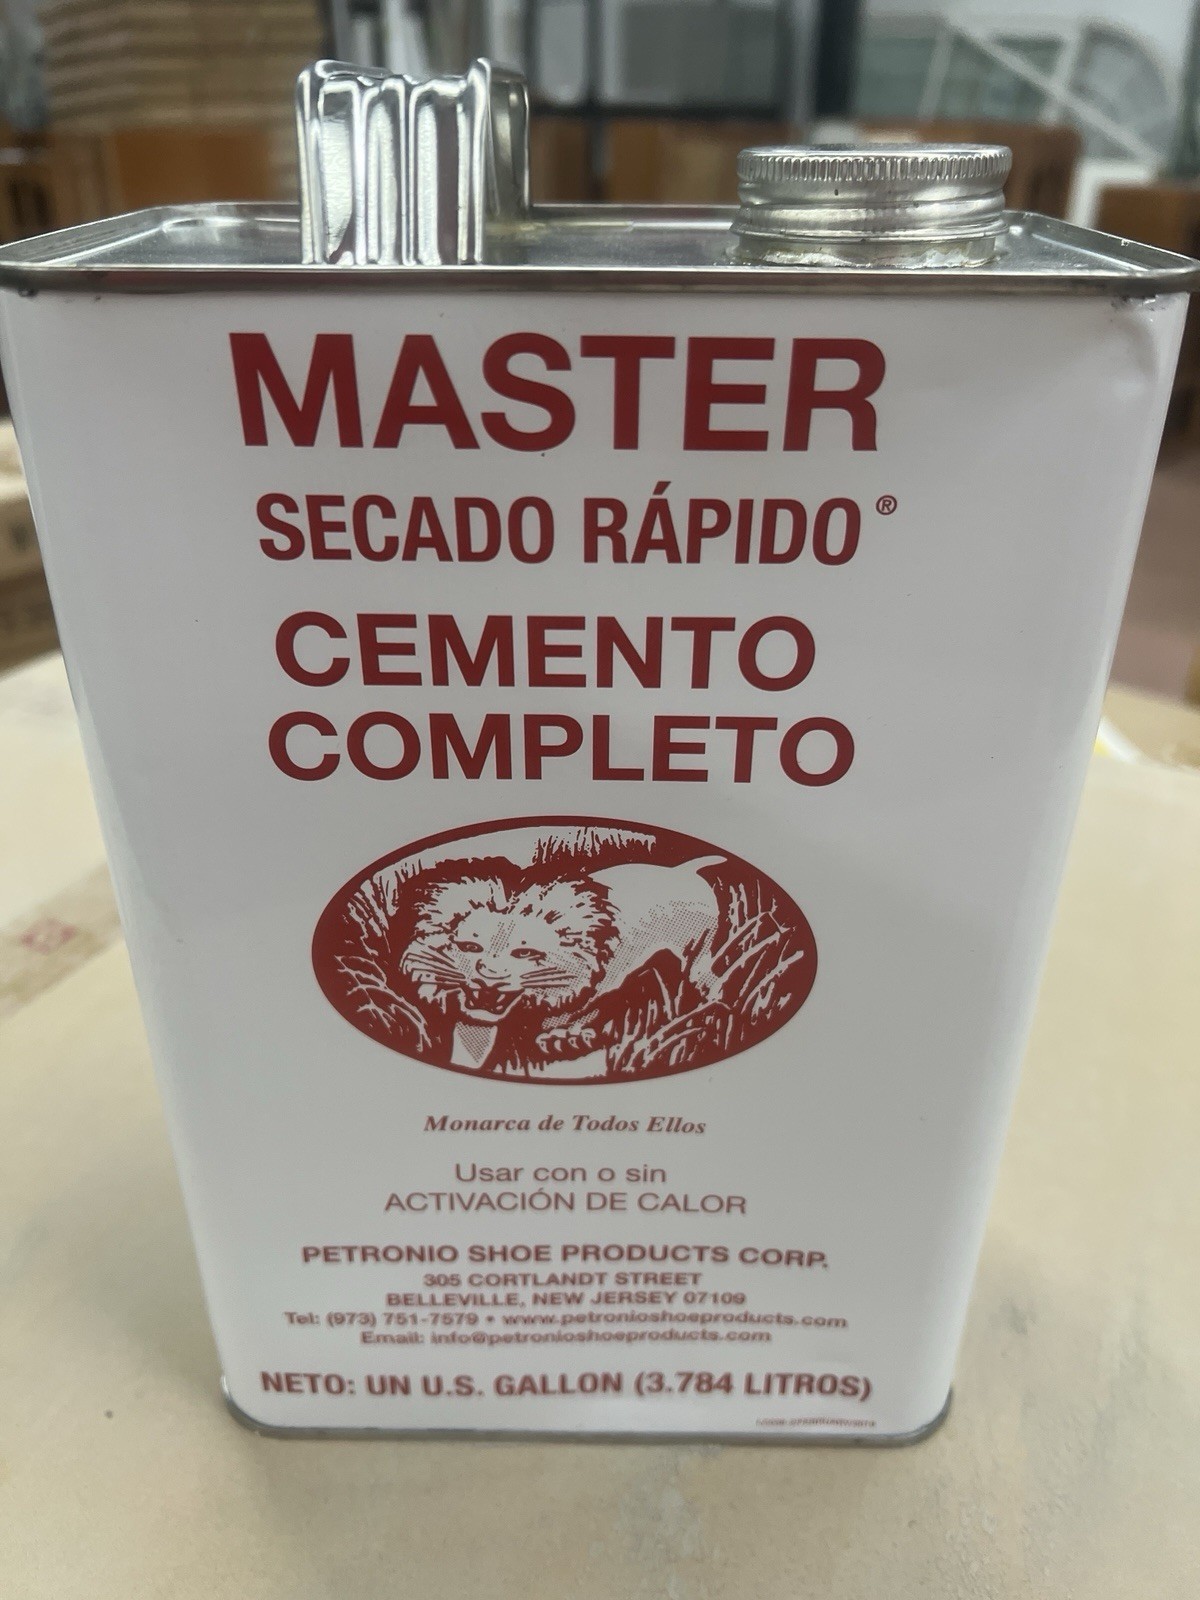 MASTER
SECADO RÁPIDO®
CEMENTO
COMPLETO
Monarca de Todos Ellos
Usar con o sin
ACTIVACIÓN DE CALOR
PETRONIO SHOE PRODUCTS CORP.
305 CORTLANDT STREET
BELLEVILLE, NEW JERSEY 07109
Tel: (973) 751-7579 • www.petronioshoeproducts.com
Email: info@petronioshoeproducts.com
NETO: UN U.S. GALLON (3.784 LITROS)